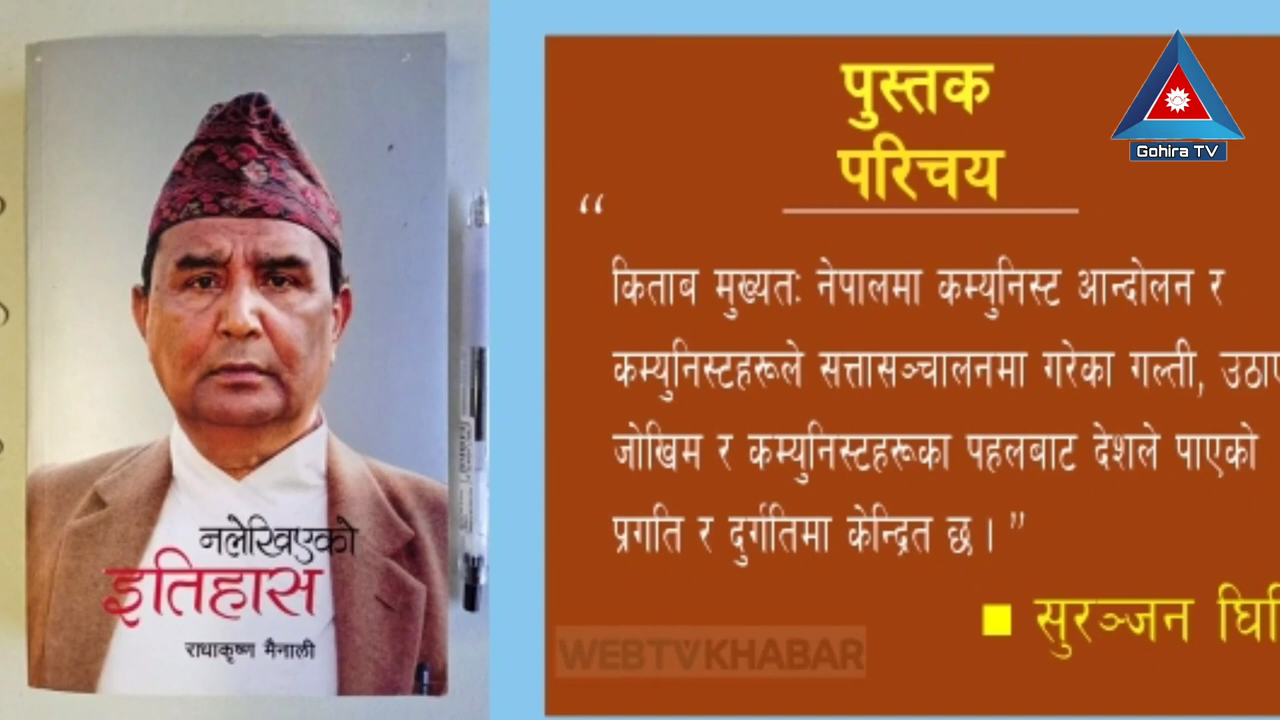 नलेखिएको
इतिहास
राधाकृष्ण मैनाली
पुस्तक
परिचय
“
किताब मुख्यतः नेपालमा कम्युनिस्ट आन्दोलन र
कम्युनिस्टहरूले सत्तासञ्चालनमा गरेका गल्ती,
जोखिम र कम्युनिस्टहरूका पहलबाट देशले पाएको
प्रगति र दुर्गतिमा केन्द्रित छ । ”
■ सुरञ्जन
WEBTVKHABAR
Gohira TV